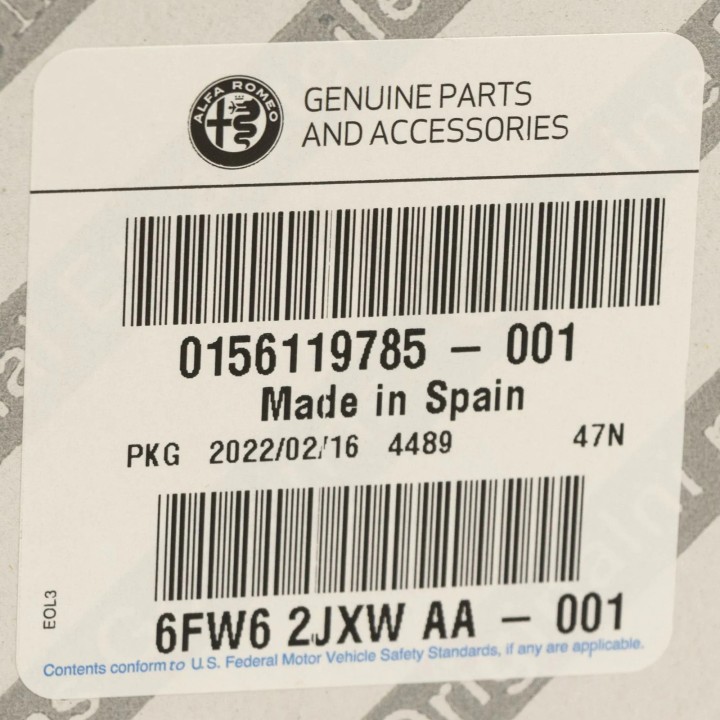 ALFA ROMEO
GENUINE PARTS
AND ACCESSORIES
0156119785 - 001
Made in Spain
PKG 2022/02/16 4489 47N
EOL3
6FW6 2JXW AA - 001
Contents conform to U.S. Federal Motor Vehicle Safety Standards, if any are applicable.